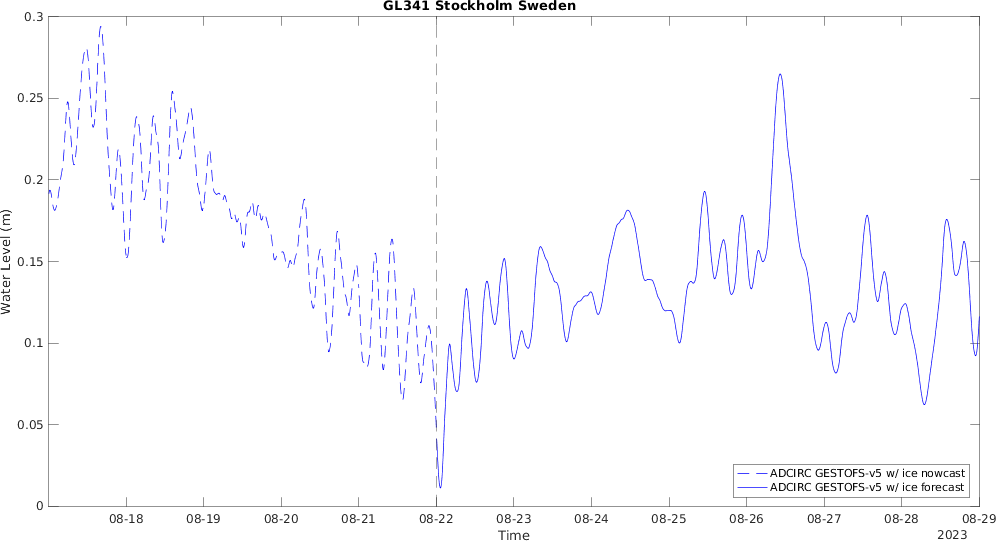 GL341 Stockholm Sweden
Water Level (m)
0.3
0.25
0.2
0.15
0.1
0.05
0
ADCIRC GESTOFS-v5 w/ ice nowcast
ADCIRC GESTOFS-v5 w/ ice forecast
08-18 08-19 08-20 08-21 08-22 08-23 08-24 08-25 08-26 08-27 08-28 08-29
Time
2023